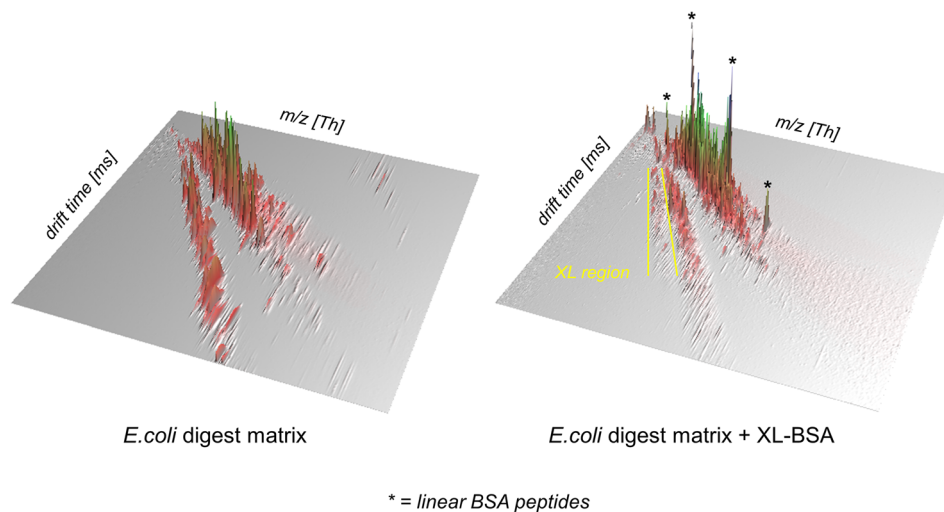 *
*
*
*
m/z [Th]
m/z [Th]
drift time [ms]
drift time [ms]
XL region
E.coli digest matrix
E.coli digest matrix + XL-BSA
* = linear BSA peptides